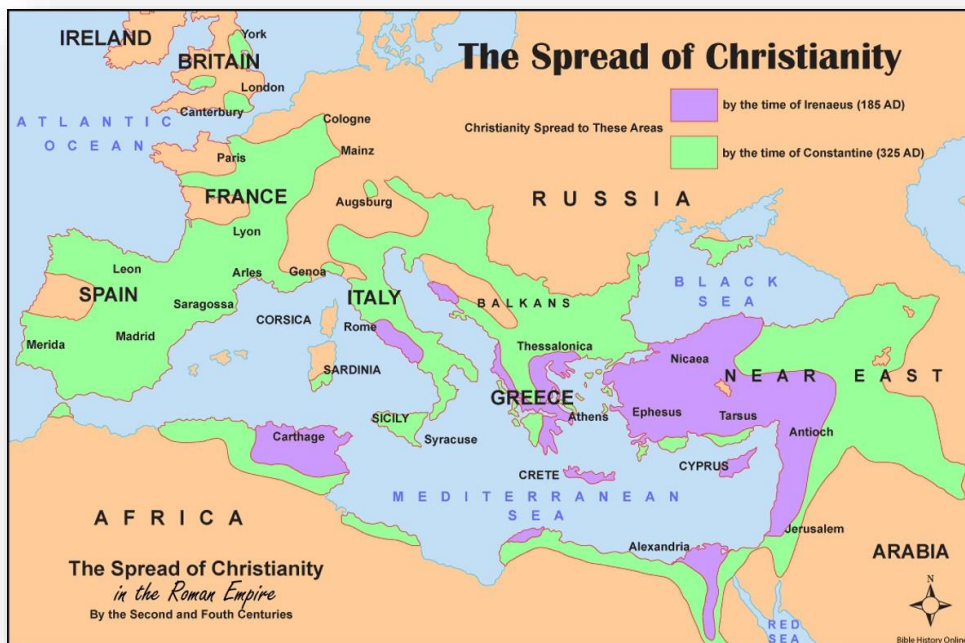 The Spread of Christianity
by the time of Irenaeus (185 AD)
Christianity Spread to These Areas
by the time of Constantine (325 AD)
IRELAND
BRITAIN
York
London
Canterbury
ATLANTIC
OCEAN
Cologne
Mainz
Paris
FRANCE
Augsburg
RUSSIA
Lyon
Leon
Arles
Genoa
SPAIN
Saragossa
ITALY
BALKANS
BLACK
SEA
CORSICA
Rome
Merida
Madrid
Thessalonica
Nicaea
SARDINIA
NEAR EAST
GREECE
SICILY
Athens
Ephesus
Tarsus
Carthage
Syracuse
Antioch
CRETE
CYPRUS
MEDITERRANEAN
SEA
AFRICA
Jerusalem
Alexandria
ARABIA
The Spread of Christianity
in the Roman Empire
By the Second and Fouth Centuries
N
RED
SEA
Bible History Online